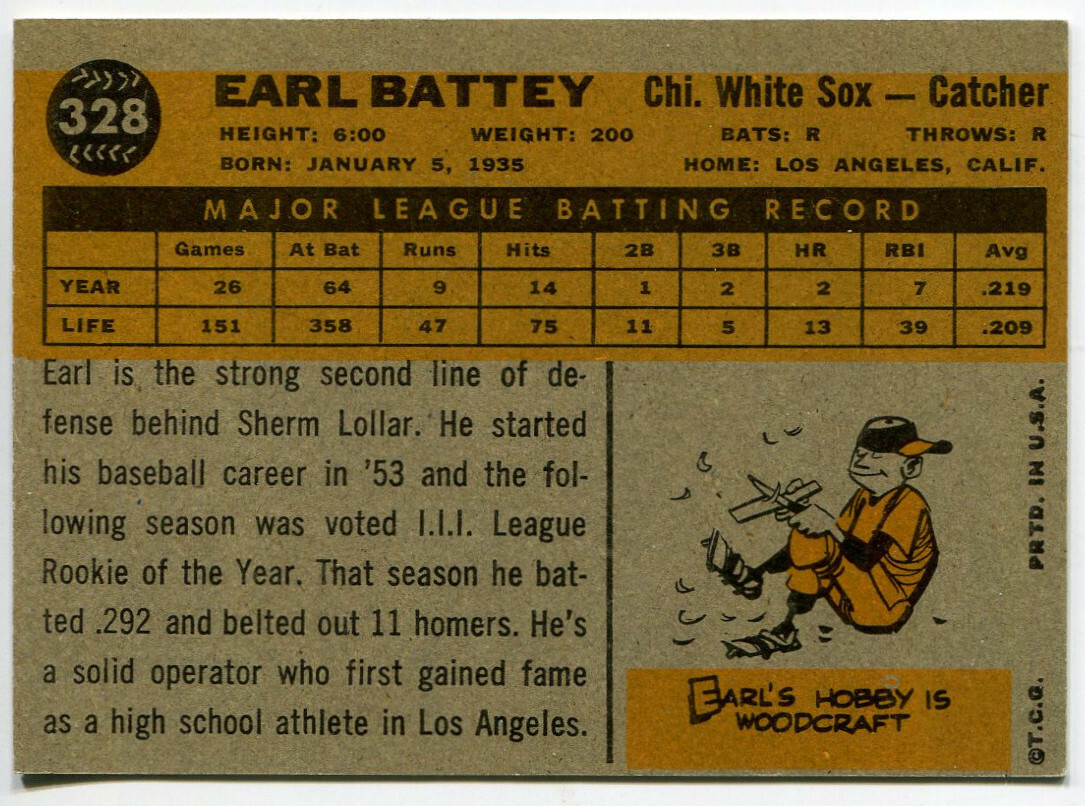 328
EARL BATTEY Chi. White Sox — Catcher
HEIGHT: 6:00 WEIGHT: 200 BATS: R THROWS: R
BORN: JANUARY 5, 1935 HOME: LOS ANGELES, CALIF.
MAJOR LEAGUE BATTING RECORD
Games At Bat Runs Hits 2B 3B HR RBI Avg
YEAR 26 64 9 14 1 2 2 7 .219
LIFE 151 358 47 75 11 5 13 39 .209
Earl is the strong second line of de-
fense behind Sherm Lollar. He started
his baseball career in '53 and the fol-
lowing season was voted I.I.I. League
Rookie of the Year. That season he bat-
ted .292 and belted out 11 homers. He's
a solid operator who first gained fame
as a high school athlete in Los Angeles.
EARL'S HOBBY IS
WOODCRAFT
©T.C.G. PRTD. IN U.S.A.